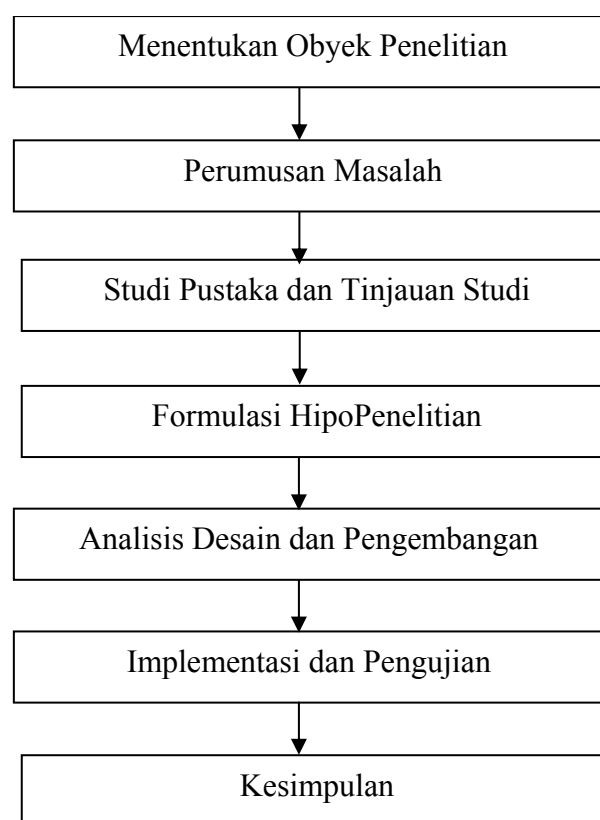 Menentukan Obyek Penelitian
Perumusan Masalah
Studi Pustaka dan Tinjauan Studi
Formulasi HipoPenelitian
Analisis Desain dan Pengembangan
Implementasi dan Pengujian
Kesimpulan